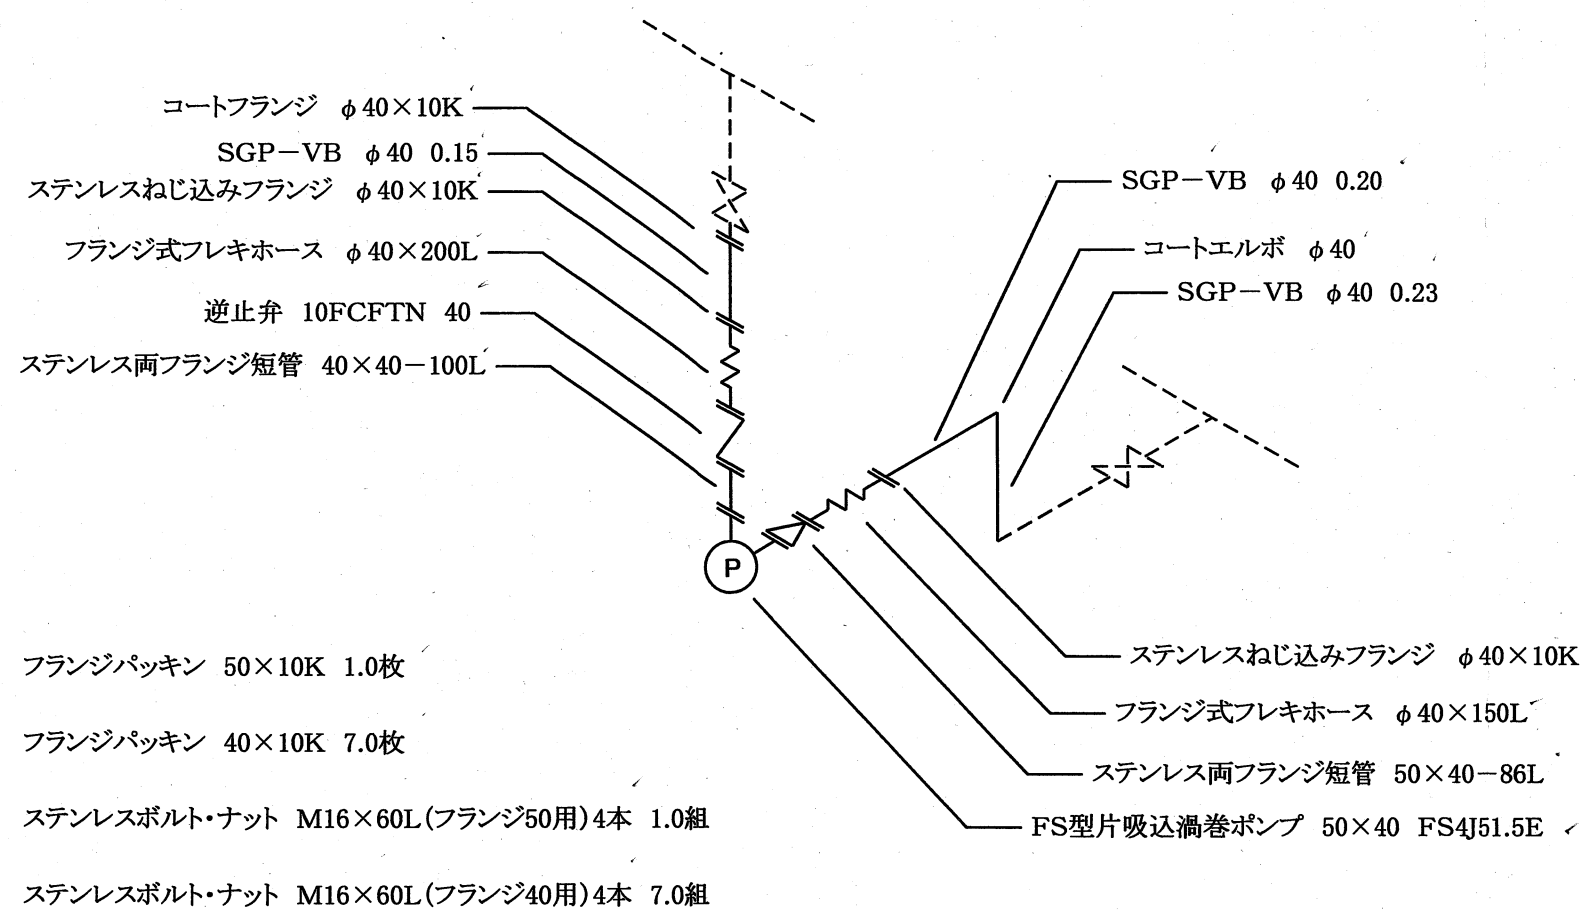 コートフランジ φ40×10K
SGP－VB φ40 0.15
ステンレスねじ込みフランジ φ40×10K
フランジ式フレキホース φ40×200L
逆止弁 10FCFTN 40
ステンレス両フランジ短管 40×40－100L
SGP－VB φ40 0.20
コートエルボ φ40
SGP－VB φ40 0.23
P
ステンレスねじ込みフランジ φ40×10K
フランジ式フレキホース φ40×150L
ステンレス両フランジ短管 50×40－86L
FS型片吸込渦巻ポンプ 50×40 FS4J51.5E
フランジパッキン 50×10K 1.0枚
フランジパッキン 40×10K 7.0枚
ステンレスボルト・ナット M16×60L(フランジ50用)4本 1.0組
ステンレスボルト・ナット M16×60L(フランジ40用)4本 7.0組